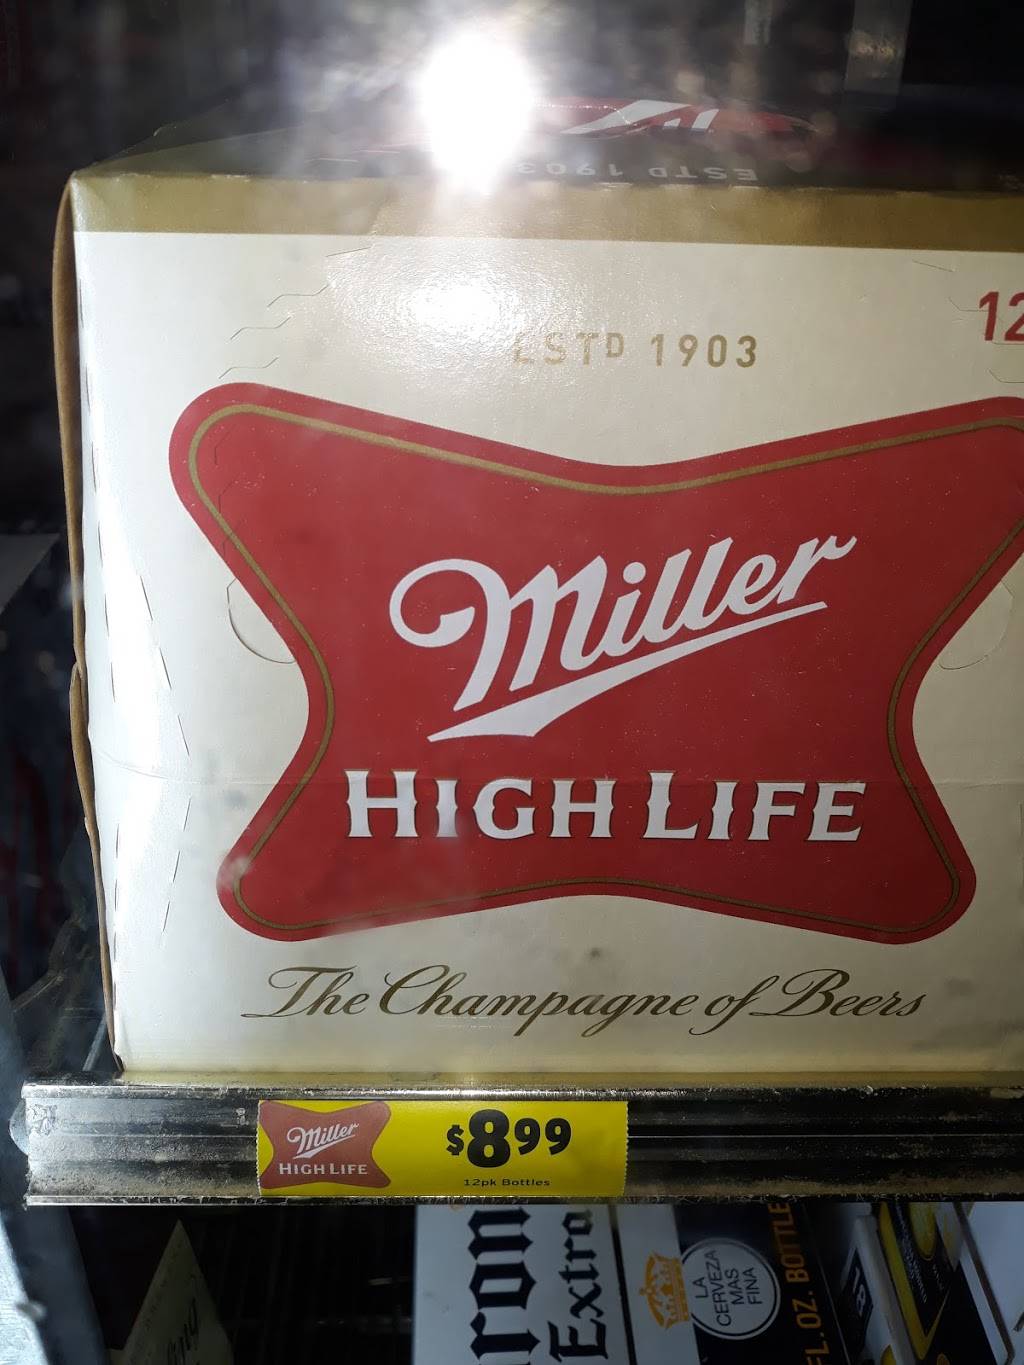 ESTD 1903
ESTD 1903
12
Miller
HIGH LIFE
The Champagne of Beers
Miller
HIGH LIFE
$899
12pk Bottles
Extra
LA
CERVEZA
MAS
FINA
FL. OZ. BOTTLE
18